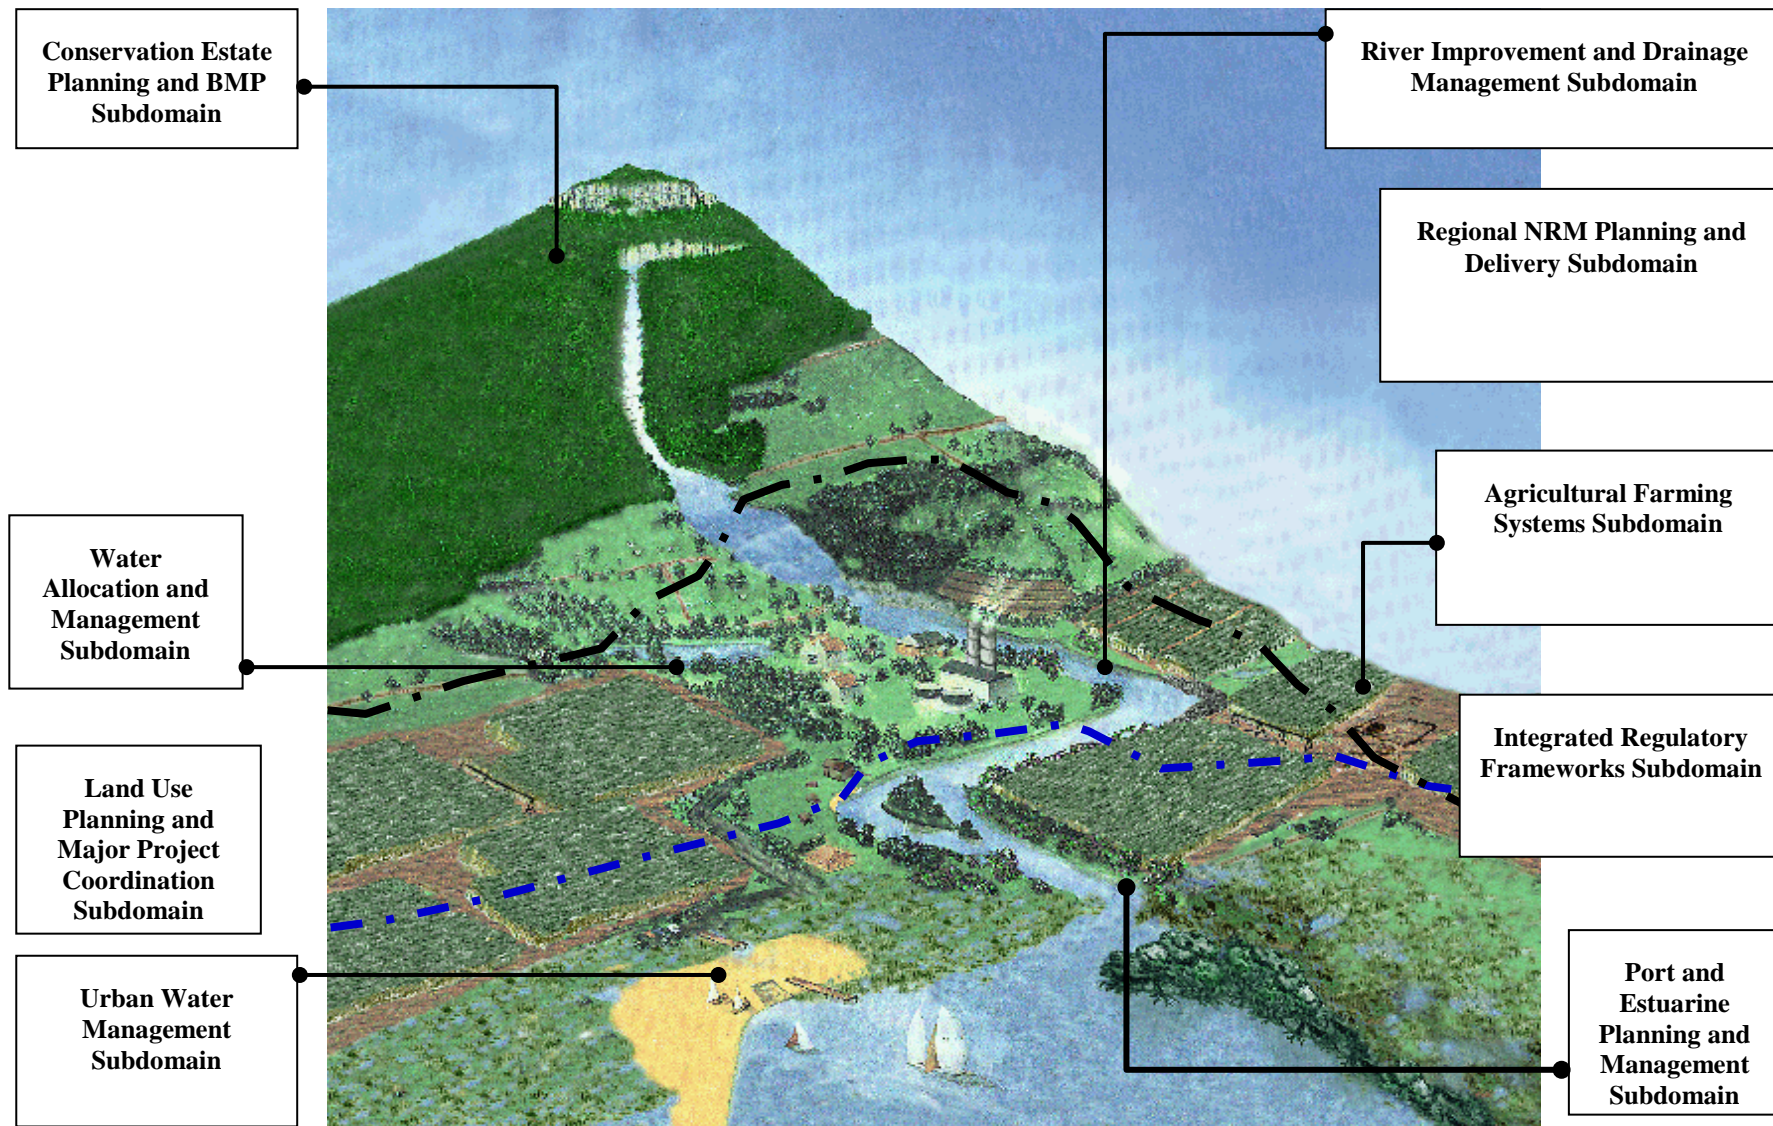 Conservation Estate
Planning and BMP
Subdomain
River Improvement and Drainage
Management Subdomain
Regional NRM Planning and
Delivery Subdomain
Agricultural Farming
Systems Subdomain
Water
Allocation and
Management
Subdomain
Integrated Regulatory
Frameworks Subdomain
Land Use
Planning and
Major Project
Coordination
Subdomain
Urban Water
Management
Subdomain
Port and
Estuarine
Planning and
Management
Subdomain